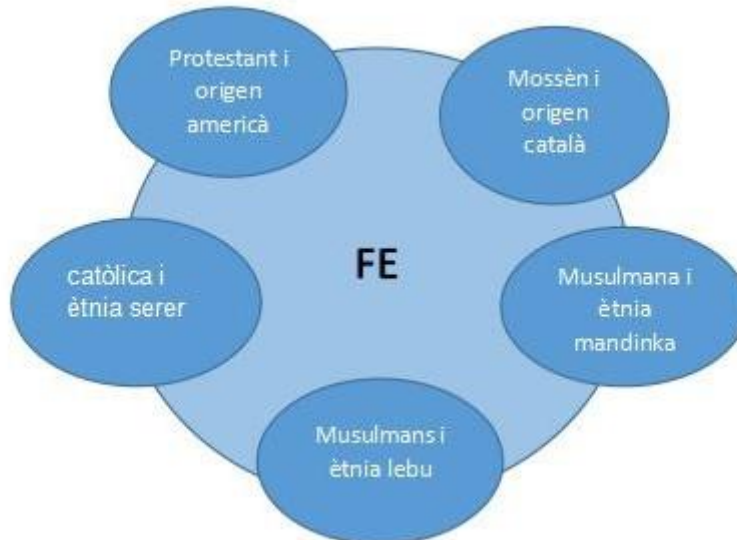 Protestant i
origen
americà
Mossèn i
origen
català
FE
catòlica i
ètnia serer
Musulmana i
ètnia
mandinka
Musulmans i
ètnia lebu